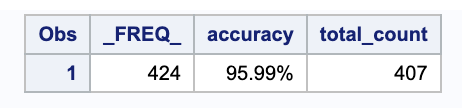 Obs _FREQ_ accuracy total_count
1 424 95.99% 407